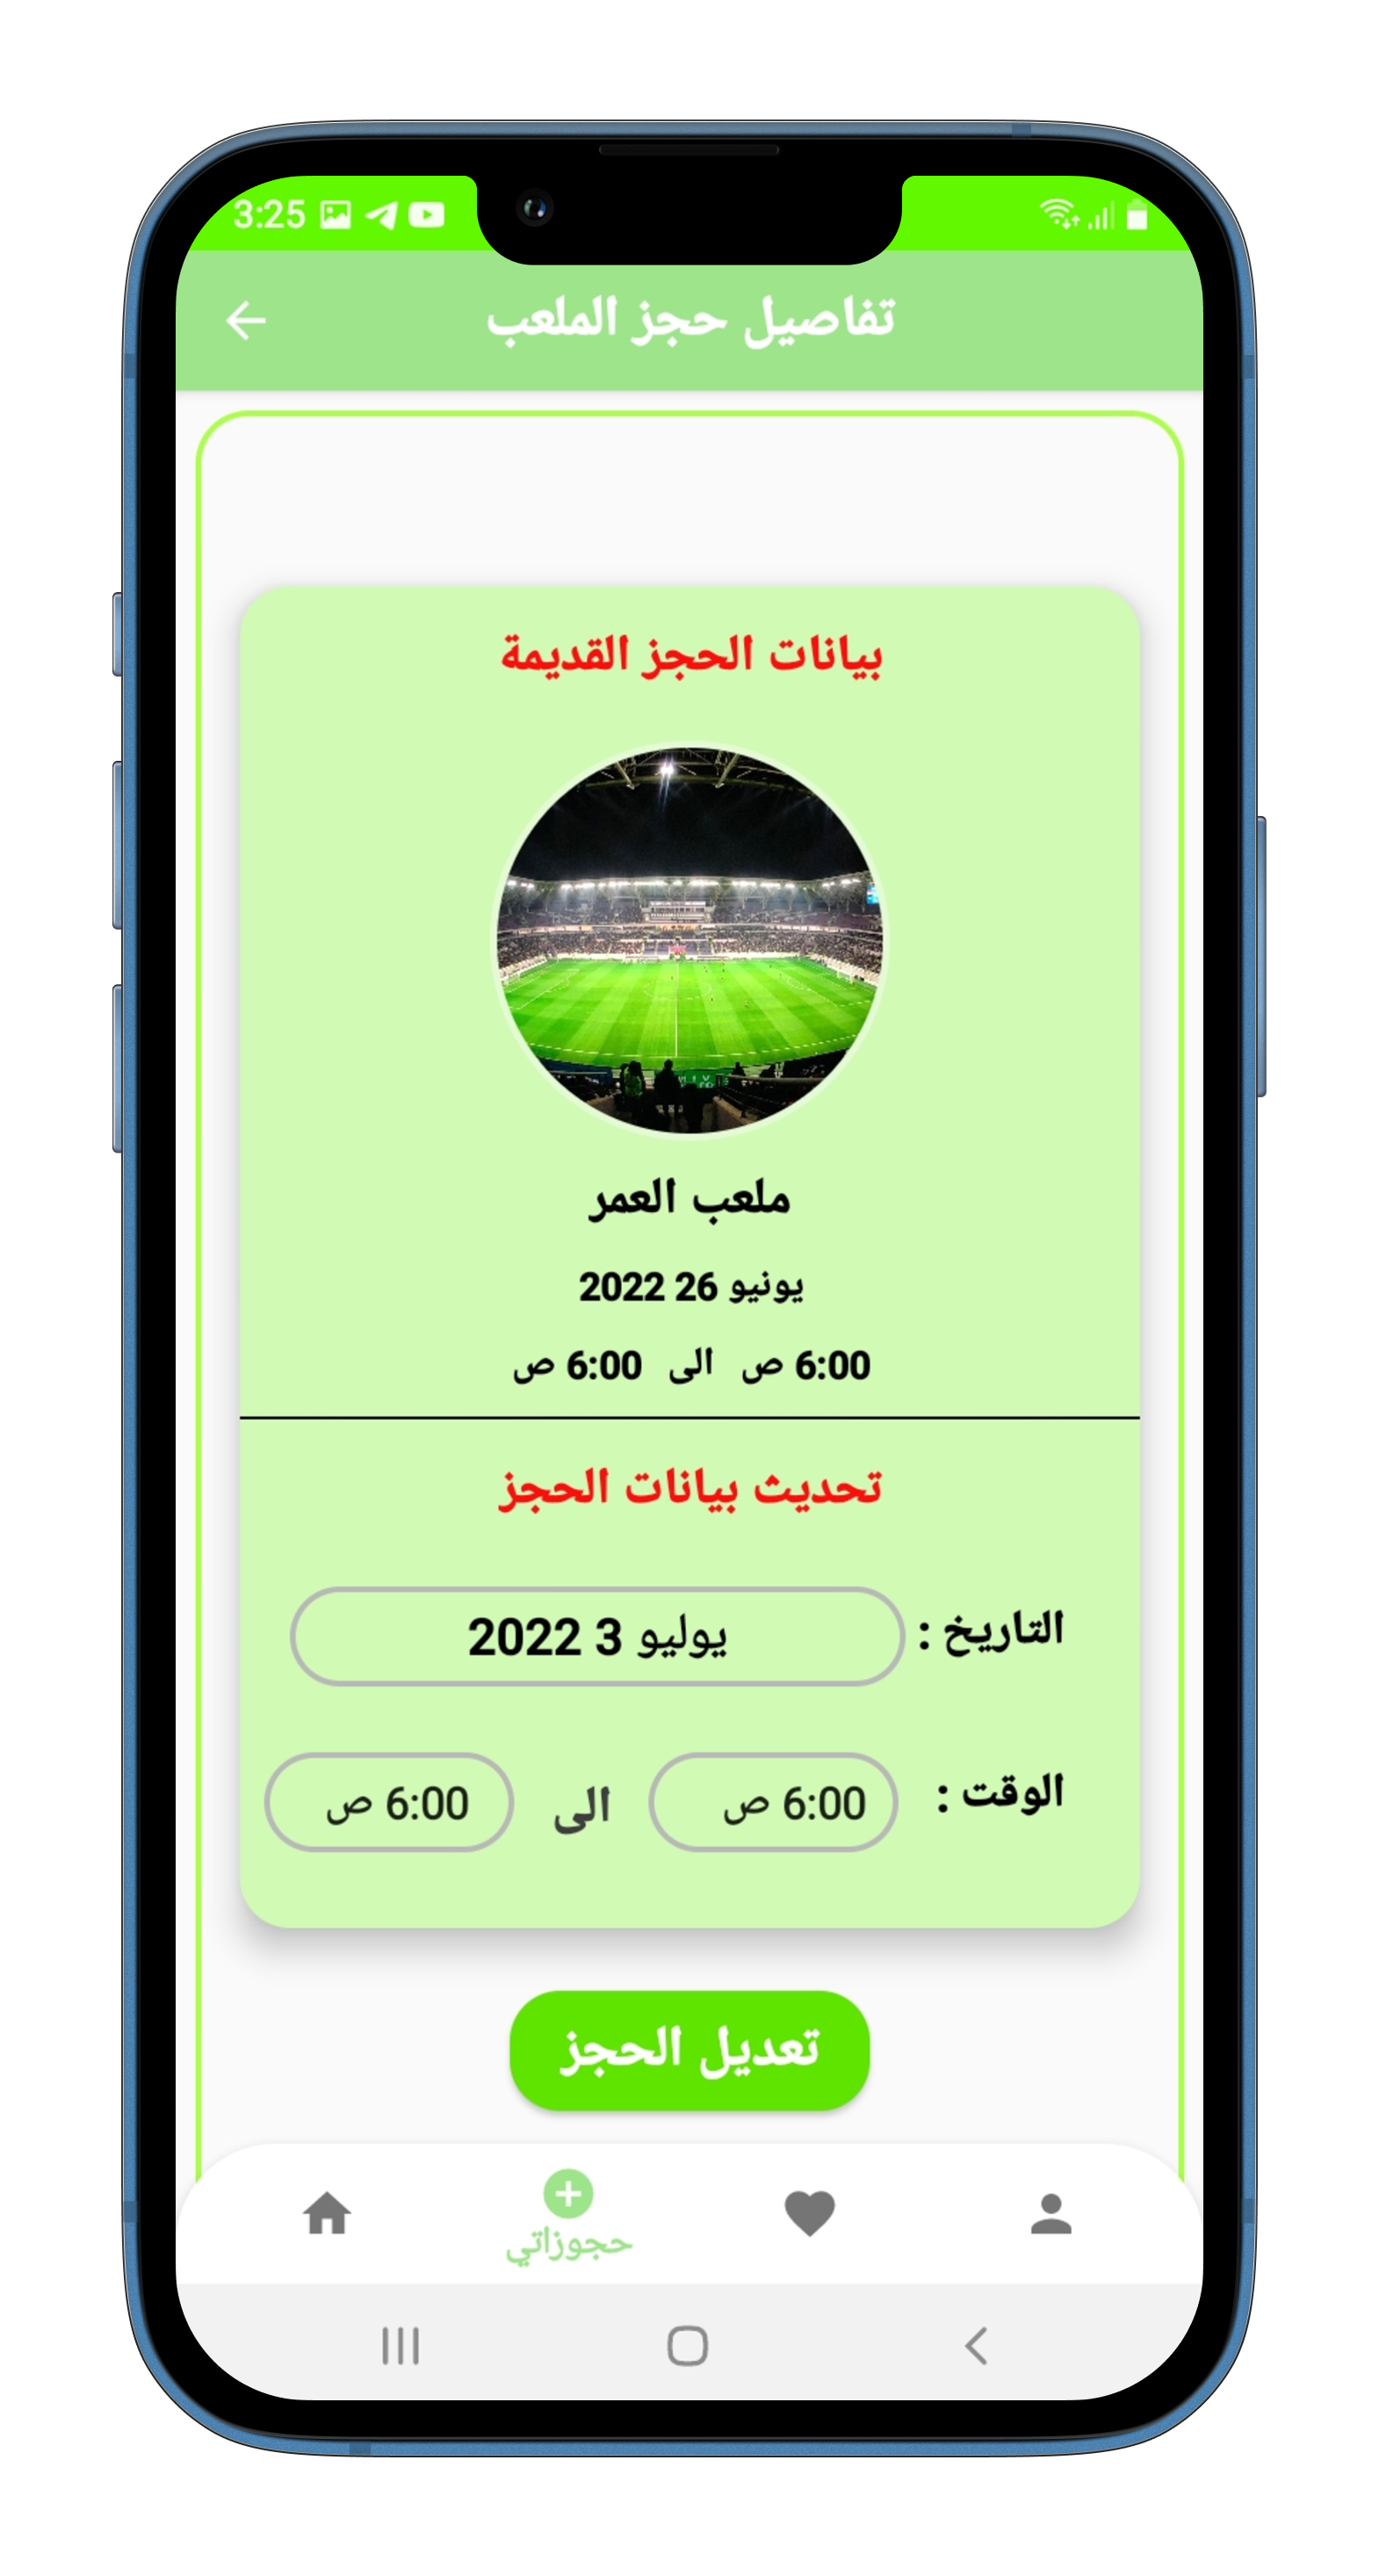 3:25
تفاصيل حجز الملعب
بيانات الحجز القديمة
ملعب العمر
يونيو 26 2022
6:00 ص الى 6:00 ص
تحديث بيانات الحجز
التاريخ : يوليو 3 2022
الوقت : 6:00 ص الى 6:00 ص
تعديل الحجز
حجوزاتي